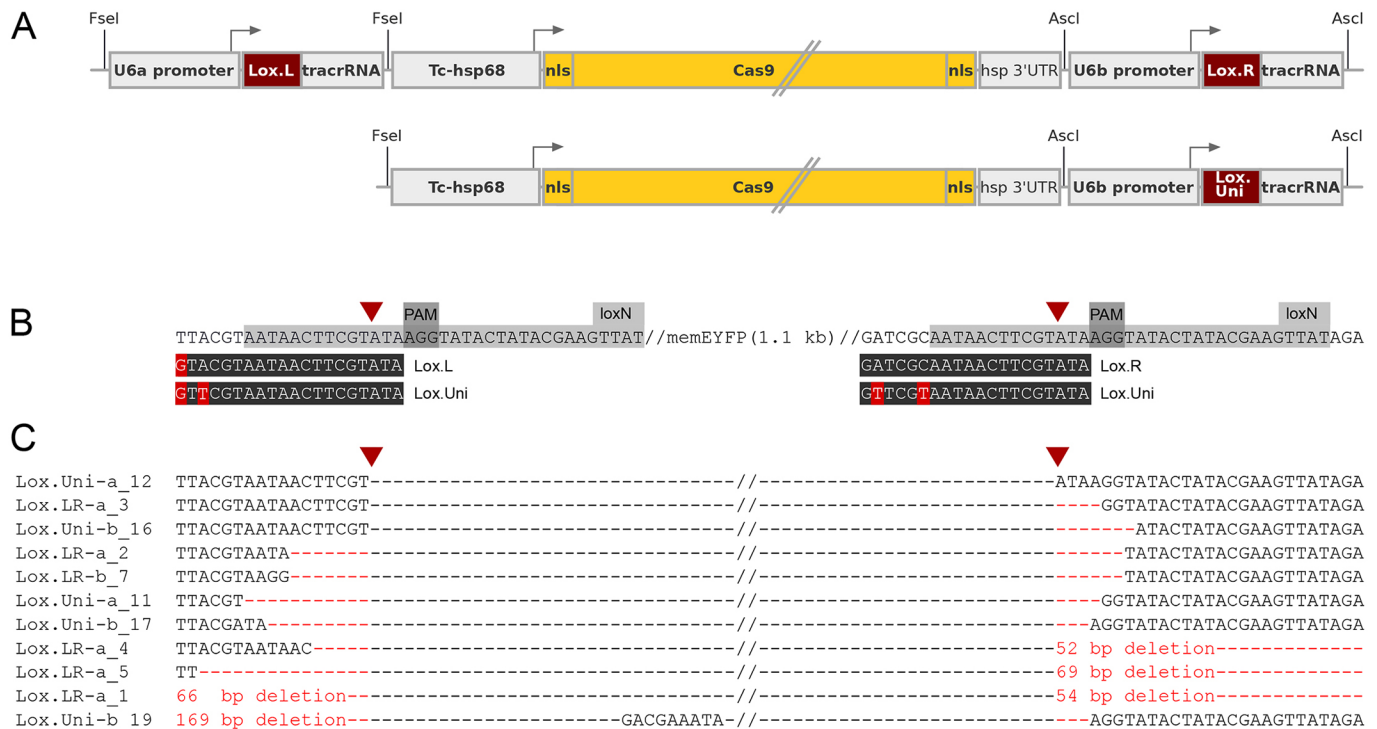 A
FseI FseI AscI AscI
U6a promoter Lox.L tracrRNA Tc-hsp68 nls Cas9 nls hsp 3'UTR U6b promoter Lox.R tracrRNA
FseI AscI AscI
Tc-hsp68 nls Cas9 nls hsp 3'UTR U6b promoter Lox. Uni tracrRNA
B
PAM loxN PAM loxN
TTACGTAATAACTTCGTATAAGGTATACTATACGAAGTTAT//memEYFP(1.1 kb)//GATCGCAATAACTTCGTATAAGGTATACTATACGAAGTTATAGA
GTACGTAATAACTTCGTATA Lox.L GATCGCAATAACTTCGTATA Lox.R
GTTCGTAATAACTTCGTATA Lox.Uni GTTCGTAATAACTTCGTATA Lox.Uni
C
Lox.Uni-a_12 TTACGTAATAACTTCGT--------------------------------//--------------------------ATAAGGTATACTATACGAAGTTATAGA
Lox.LR-a_3 TTACGTAATAACTTCGT--------------------------------//------------------------------GGTATACTATACGAAGTTATAGA
Lox.Uni-b_16 TTACGTAATAACTTCGT--------------------------------//---------------------------------ATACTATACGAAGTTATAGA
Lox.LR-a_2 TTACGTAATA---------------------------------------//--------------------------------TATACTATACGAAGTTATAGA
Lox.LR-b_7 TTACGTAAGG---------------------------------------//--------------------------------TATACTATACGAAGTTATAGA
Lox.Uni-a_11 TTACGT-------------------------------------------//------------------------------GGTATACTATACGAAGTTATAGA
Lox.Uni-b_17 TTACGATA-----------------------------------------//-----------------------------AGGTATACTATACGAAGTTATAGA
Lox.LR-a_4 TTACGTAATAAC-------------------------------------//--------------------------52 bp deletion-------------
Lox.LR-a_5 TT-----------------------------------------------//--------------------------69 bp deletion-------------
Lox.LR-a_1 66 bp deletion----------------------------------//--------------------------54 bp deletion-------------
Lox.Uni-b 19 169 bp deletion------------------------GACGAAATA-//-----------------------------AGGTATACTATACGAAGTTATAGA